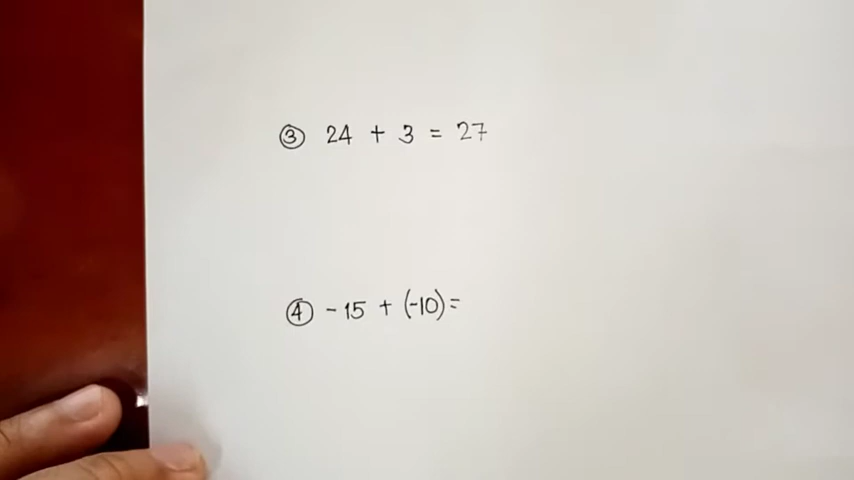 ③ 24 + 3 = 27
④ -15 + (-10) =